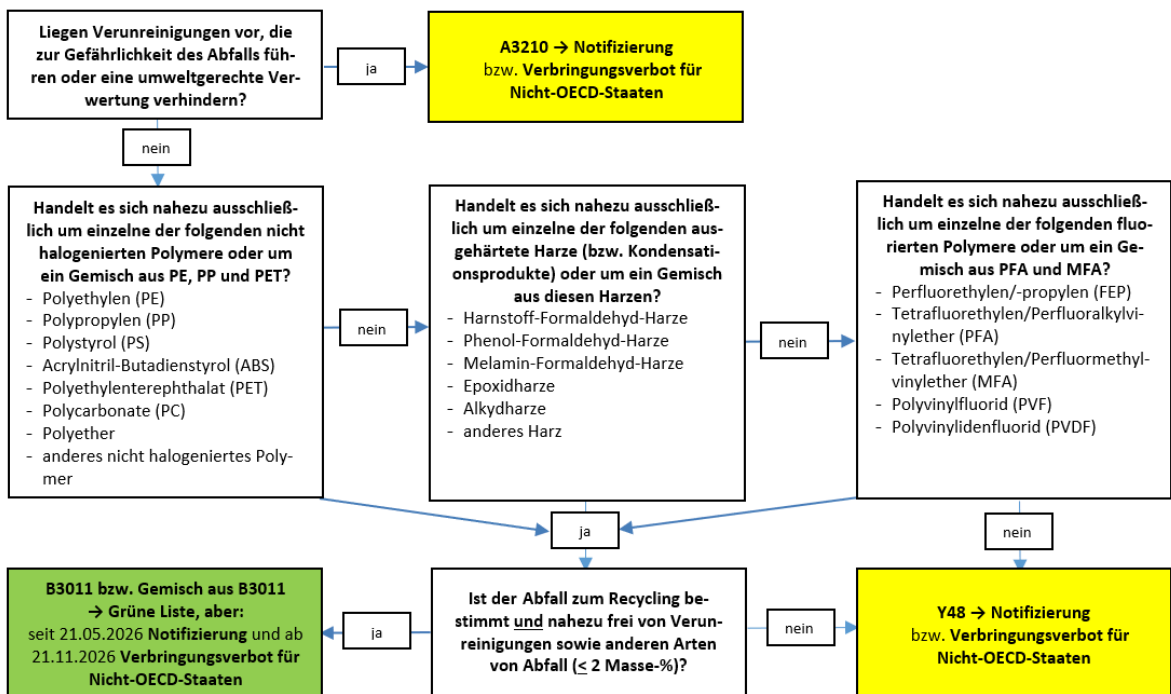 Liegen Verunreinigungen vor, die
zur Gefährlichkeit des Abfalls füh-
ren oder eine umweltgerechte Ver-
wertung verhindern?
ja
A3210 → Notifizierung
bzw. Verbringungsverbot für
Nicht-OECD-Staaten
nein
Handelt es sich nahezu ausschließ-
lich um einzelne der folgenden nicht
halogenierten Polymere oder um
ein Gemisch aus PE, PP und PET?
- Polyethylen (PE)
- Polypropylen (PP)
- Polystyrol (PS)
- Acrylnitril-Butadienstyrol (ABS)
- Polyethylenterephthalat (PET)
- Polycarbonate (PC)
- Polyether
- anderes nicht halogeniertes Poly-
mer
nein
Handelt es sich nahezu ausschließ-
lich um einzelne der folgenden aus-
gehärtete Harze (bzw. Kondensati-
onsprodukte) oder um ein Gemisch
aus diesen Harzen?
- Harnstoff-Formaldehyd-Harze
- Phenol-Formaldehyd-Harze
- Melamin-Formaldehyd-Harze
- Epoxidharze
- Alkydharze
- anderes Harz
nein
Handelt es sich nahezu ausschließ-
lich um einzelne der folgenden fluo-
rierten Polymere oder um ein Ge-
misch aus PFA und MFA?
- Perfluorethylen/-propylen (FEP)
- Tetrafluorethylen/Perfluoralkylvi-
nylether (PFA)
- Tetrafluorethylen/Perfluormethyl-
vinylether (MFA)
- Polyvinylfluorid (PVF)
- Polyvinylidenfluorid (PVDF)
ja
nein
B3011 bzw. Gemisch aus B3011
→ Grüne Liste, aber:
seit 21.05.2026 Notifizierung und ab
21.11.2026 Verbringungsverbot für
Nicht-OECD-Staaten
ja
Ist der Abfall zum Recycling be-
stimmt und nahezu frei von Verun-
reinigungen sowie anderen Arten
von Abfall (≤ 2 Masse-%)?
nein
Y48 → Notifizierung
bzw. Verbringungsverbot für
Nicht-OECD-Staaten